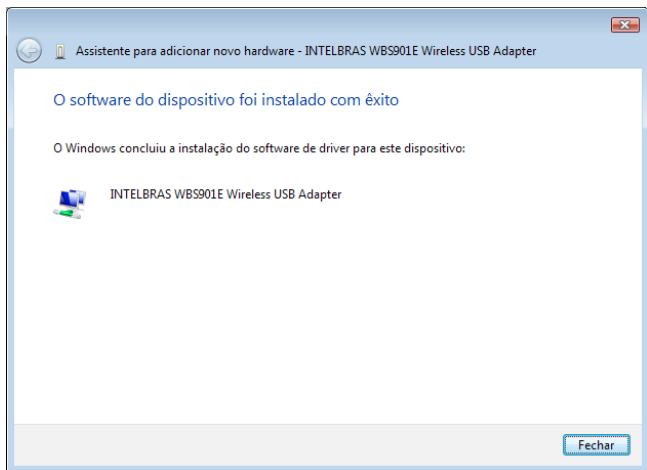 Assistente para adicionar novo hardware - INTELBRAS WBS901E Wireless USB Adapter
O software do dispositivo foi instalado com êxito
O Windows concluiu a instalação do software de driver para este dispositivo:
INTELBRAS WBS901E Wireless USB Adapter
Fechar